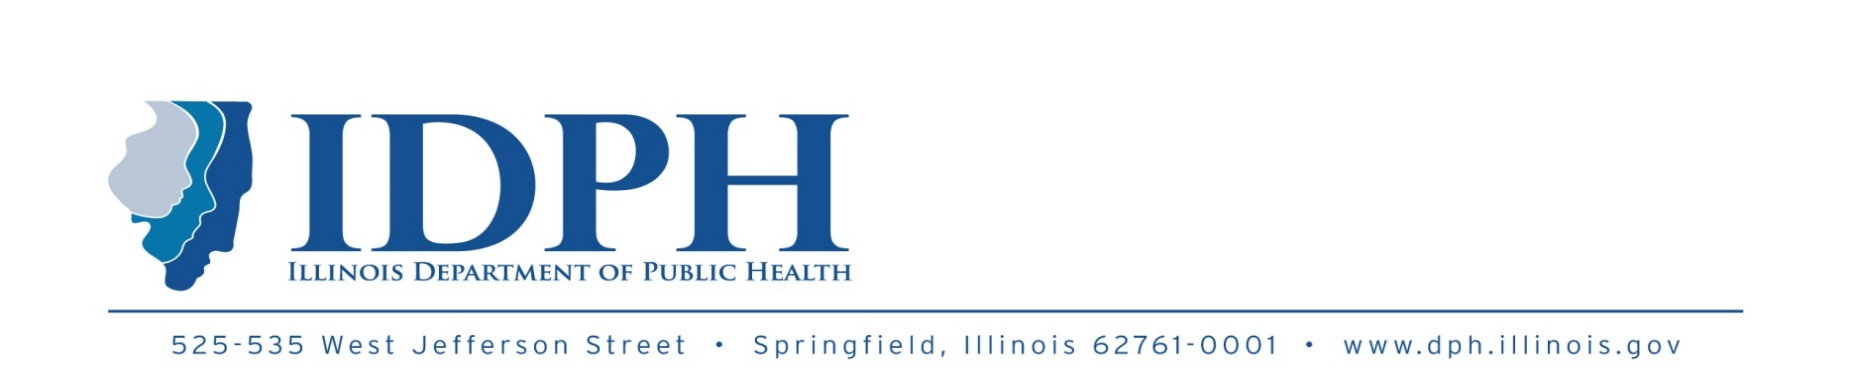 IDPH
ILLINOIS DEPARTMENT OF PUBLIC HEALTH
525-535 West Jefferson Street • Springfield, Illinois 62761-0001 • www.dph.illinois.gov